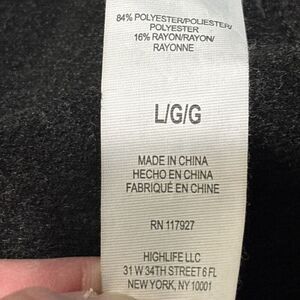 84% POLYESTER/POLIESTER/
POLYESTER
16% RAYON/RAYON/
RAYONNE
L/G/G
MADE IN CHINA
HECHO EN CHINA
FABRIQUÉ EN CHINE
RN 117927
HIGHLIFE LLC
31 W 34TH STREET 6 FL
NEW YORK, NY 10001